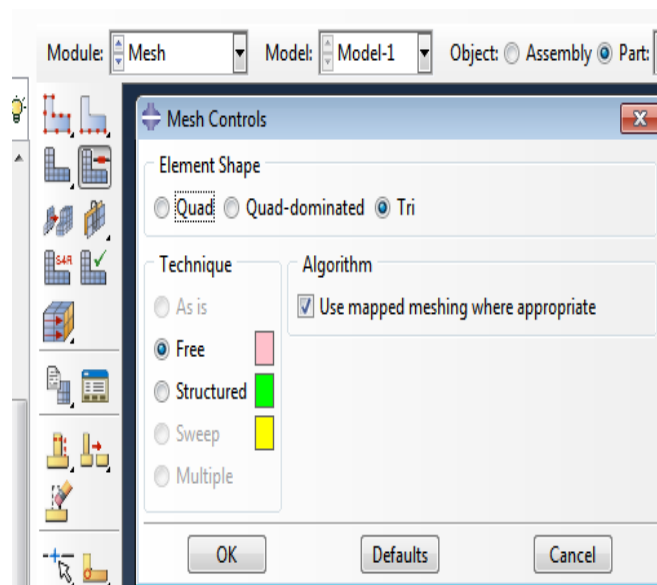 Module: Mesh Model: Model-1 Object: Assembly Part:
Mesh Controls
Element Shape
Quad Quad-dominated Tri
Technique
Algorithm
As is
Use mapped meshing where appropriate
Free
Structured
Sweep
Multiple
S4R
OK Defaults Cancel